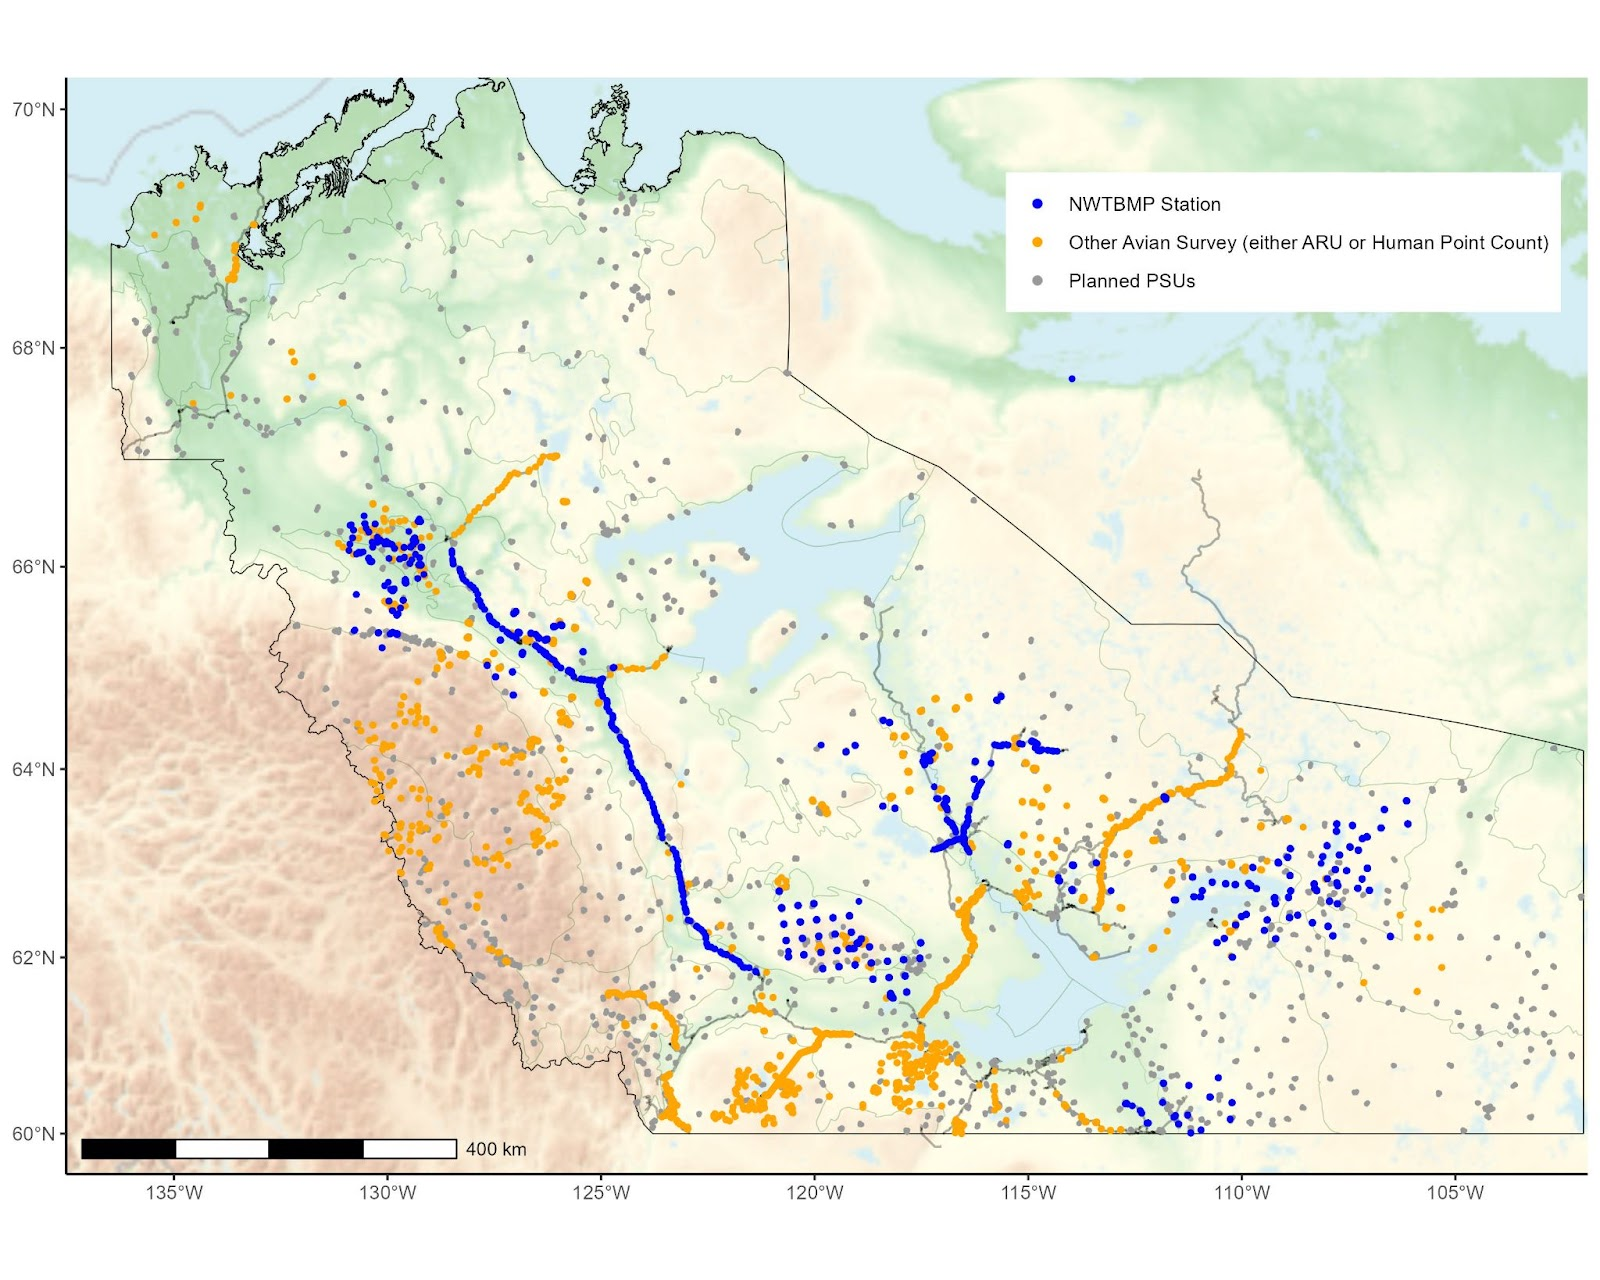 70°N
68°N
66°N
64°N
62°N
60°N
NWTBMP Station
Other Avian Survey (either ARU or Human Point Count)
Planned PSUs
400 km
135°W
130°W
125°W
120°W
115°W
110°W
105°W